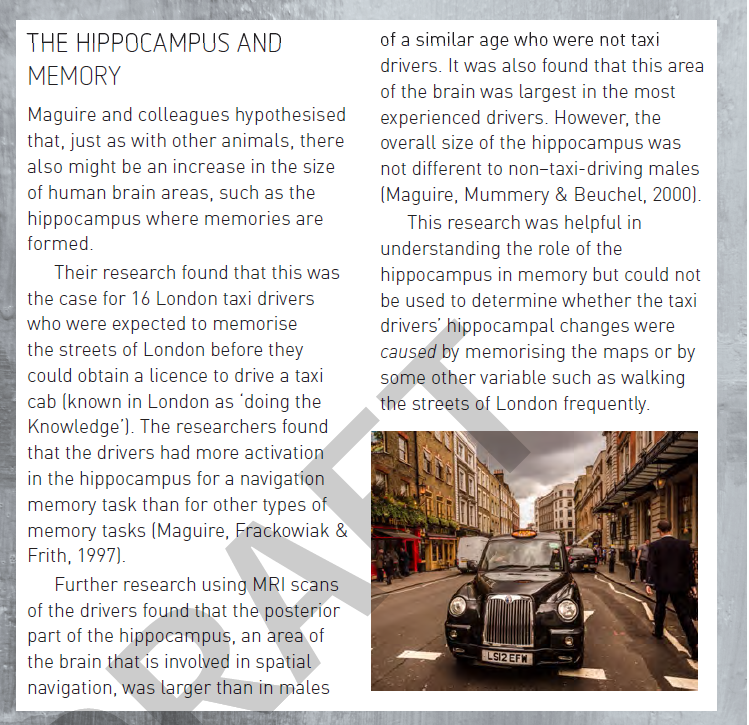 THE HIPPOCAMPUS AND
MEMORY
Maguire and colleagues hypothesised
that, just as with other animals, there
also might be an increase in the size
of human brain areas, such as the
hippocampus where memories are
formed.
Their research found that this was
the case for 16 London taxi drivers
who were expected to memorise
the streets of London before they
could obtain a licence to drive a taxi
cab (known in London as ‘doing the
Knowledge’). The researchers found
that the drivers had more activation
in the hippocampus for a navigation
memory task than for other types of
memory tasks (Maguire, Frackowiak &
Frith, 1997).
Further research using MRI scans
of the drivers found that the posterior
part of the hippocampus, an area of
the brain that is involved in spatial
navigation, was larger than in males
of a similar age who were not taxi
drivers. It was also found that this area
of the brain was largest in the most
experienced drivers. However, the
overall size of the hippocampus was
not different to non–taxi-driving males
(Maguire, Mummery & Beuchel, 2000).
This research was helpful in
understanding the role of the
hippocampus in memory but could not
be used to determine whether the taxi
drivers’ hippocampal changes were
caused by memorising the maps or by
some other variable such as walking
the streets of London frequently.
LS12 EFW
DRAFT